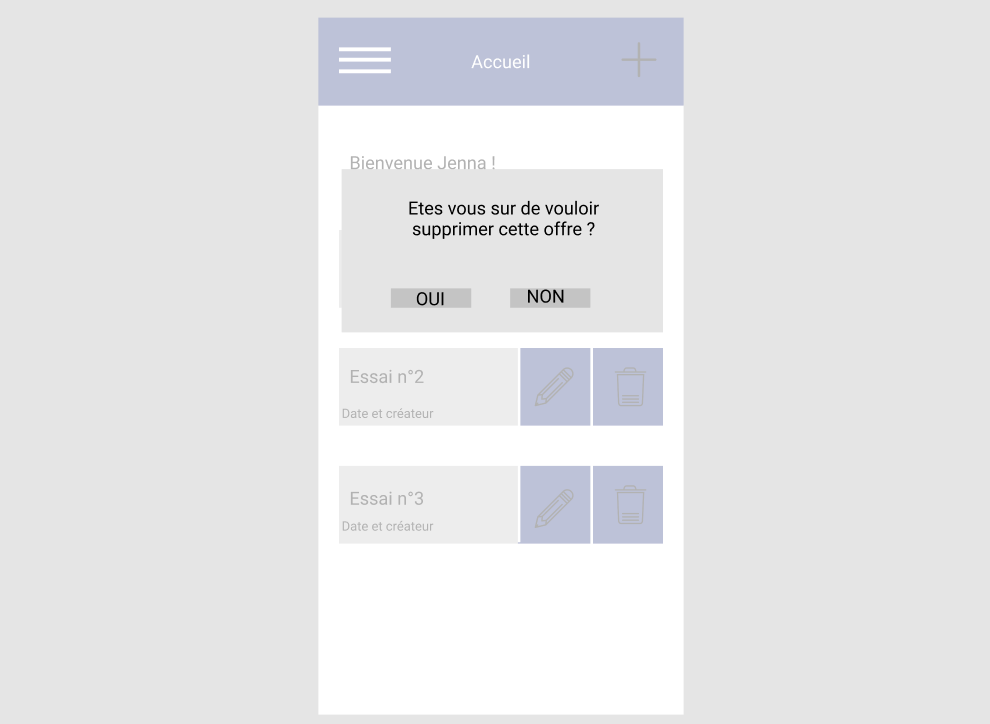 Accueil
Bienvenue Jenna !
Etes vous sur de vouloir
supprimer cette offre ?
OUI
NON
Essai n°2
Date et créateur
Essai n°3
Date et créateur